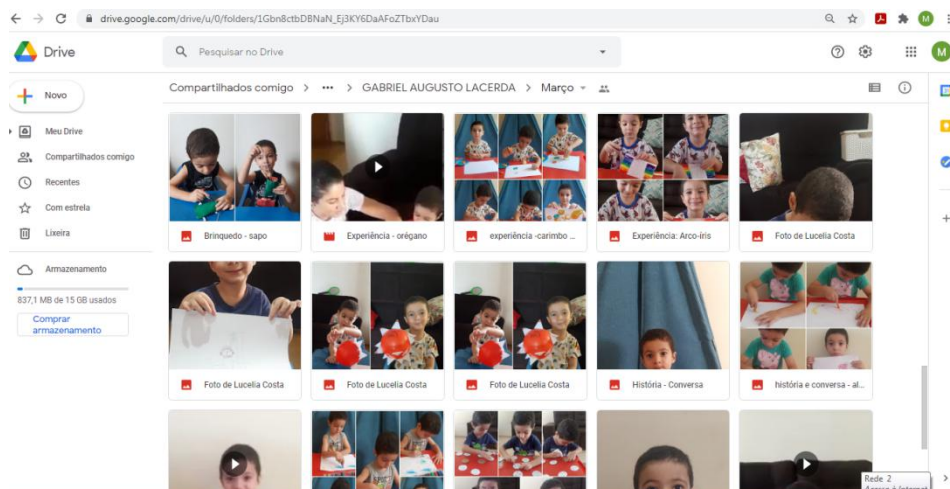 drive.google.com/drive/u/0/folders/1Gbn8ctbDBNaN_Ej3KY6DaAFoZTbxYDau
M
Drive
Pesquisar no Drive
M
Novo
Compartilhados comigo > ••• > GABRIEL AUGUSTO LACERDA > Março
Meu Drive
Compartilhados comigo
Recentes
Com estrela
Lixeira
Armazenamento
837,1 MB de 15 GB usados
Comprar
armazenamento
Brinquedo - sapo
Experiência - orégano
experiência -carimbo ...
Experiência: Arco-íris
Foto de Lucelia Costa
Foto de Lucelia Costa
Foto de Lucelia Costa
Foto de Lucelia Costa
História - Conversa
história e conversa - al...
Rede 2
Acesso à Internet